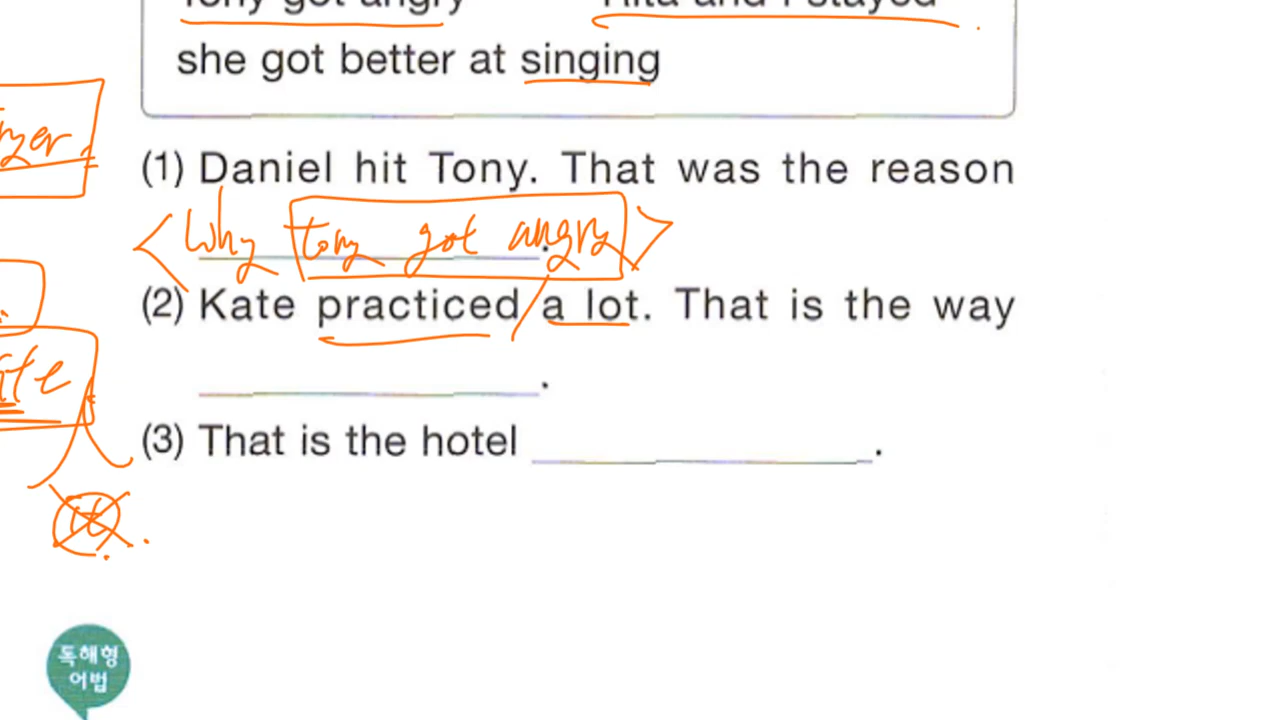 Tony got angry Rita and I stayed
she got better at singing
(1) Daniel hit Tony. That was the reason
<Why tony got angry>.
(2) Kate practiced / a lot. That is the way
.
(3) That is the hotel .
it
독해형
어법